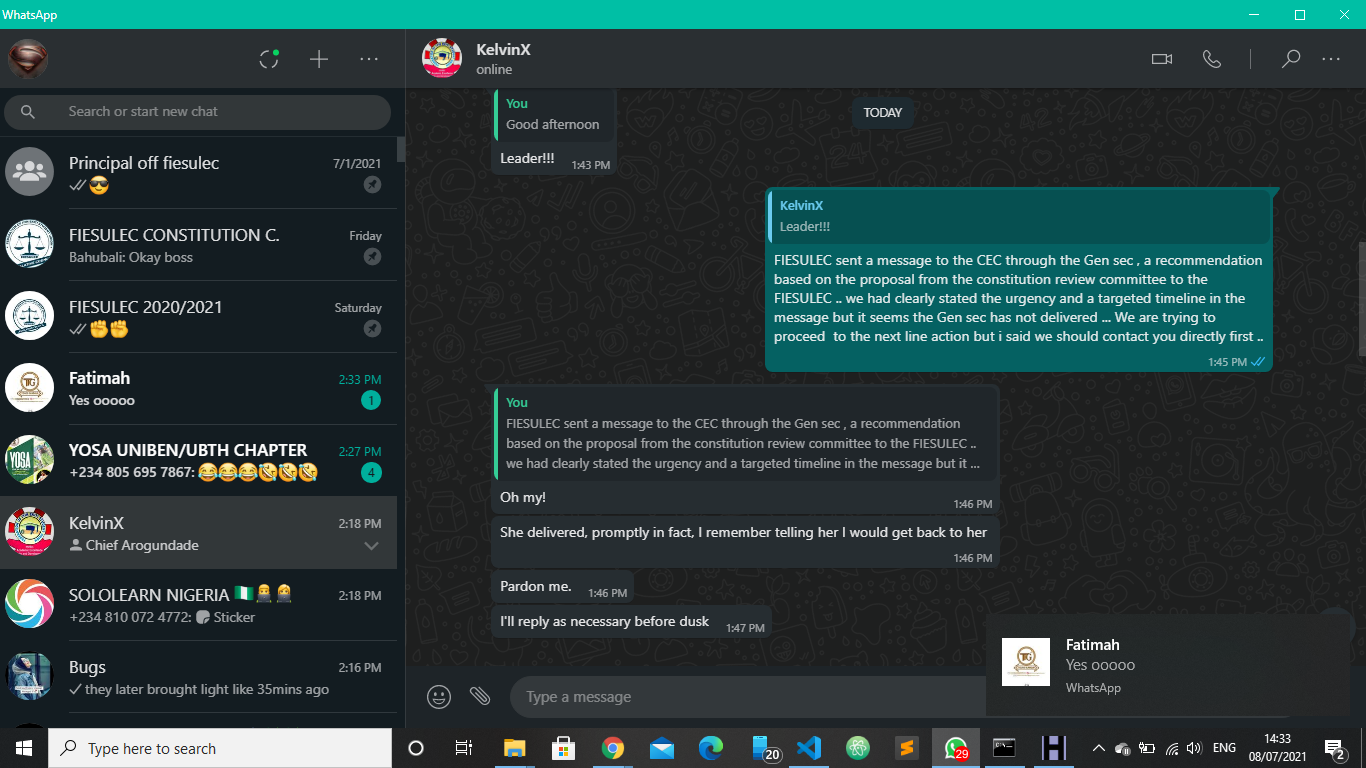 WhatsApp
Search or start new chat
Principal off fiesulec
7/1/2021
FIESULEC CONSTITUTION C.
Friday
Bahubali: Okay boss
FIESULEC 2020/2021
Saturday
Fatimah
2:33 PM
Yes ooooo
1
YOSA UNIBEN/UBTH CHAPTER
2:27 PM
+234 805 695 7867: 😂😂😂🤣🤣🤣
4
KelvinX
2:18 PM
Chief Arogundade
SOLOLEARN NIGERIA
2:18 PM
+234 810 072 4772: Sticker
Bugs
2:16 PM
they later brought light like 35mins ago
KelvinX
online
TODAY
You
Good afternoon
Leader!!!
1:43 PM
KelvinX
Leader!!!
FIESULEC sent a message to the CEC through the Gen sec , a recommendation
based on the proposal from the constitution review committee to the
FIESULEC .. we had clearly stated the urgency and a targeted timeline in the
message but it seems the Gen sec has not delivered ... We are trying to
proceed  to the next line action but i said we should contact you directly first ..
1:45 PM
You
FIESULEC sent a message to the CEC through the Gen sec , a recommendation
based on the proposal from the constitution review committee to the FIESULEC ..
we had clearly stated the urgency and a targeted timeline in the message but it ...
Oh my!
1:46 PM
She delivered, promptly in fact, I remember telling her I would get back to her
1:46 PM
Pardon me.
1:46 PM
I'll reply as necessary before dusk
1:47 PM
Type a message
Fatimah
Yes ooooo
WhatsApp
Type here to search
20
29
ENG
14:33
08/07/2021
2